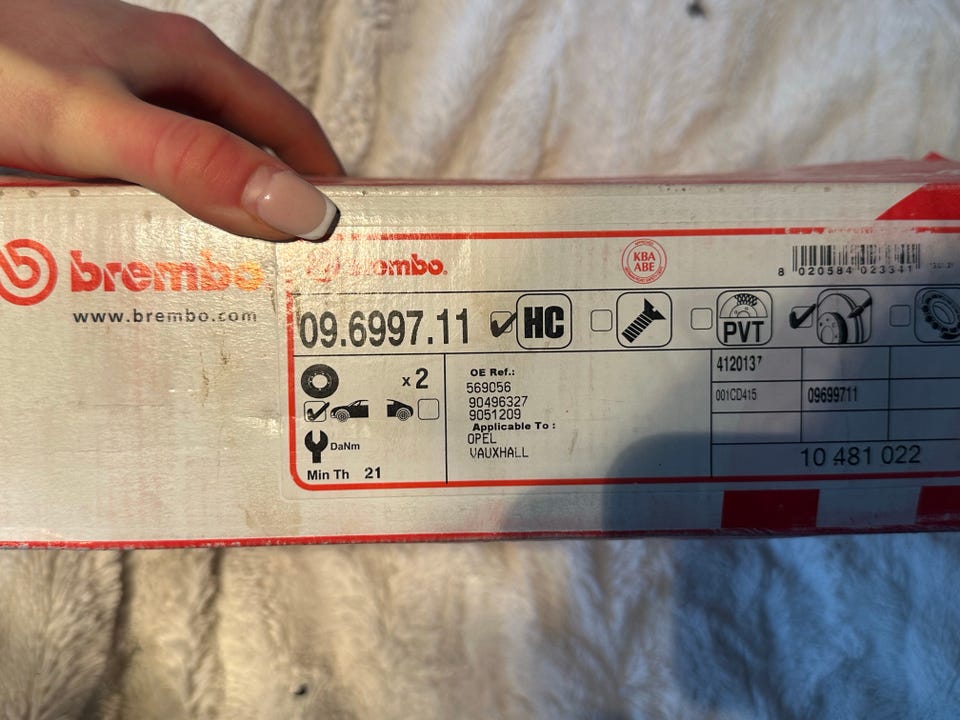 brembo
www.brembo.com
brembo.
KBA
ABE
8 020584 023341
09.6997.11
HC
PVT
x2
DaNm
Min Th 21
OE Ref.:
569056
90496327
9051209
Applicable To :
OPEL
VAUXHALL
412013
001CD415 09699711
10 481 022